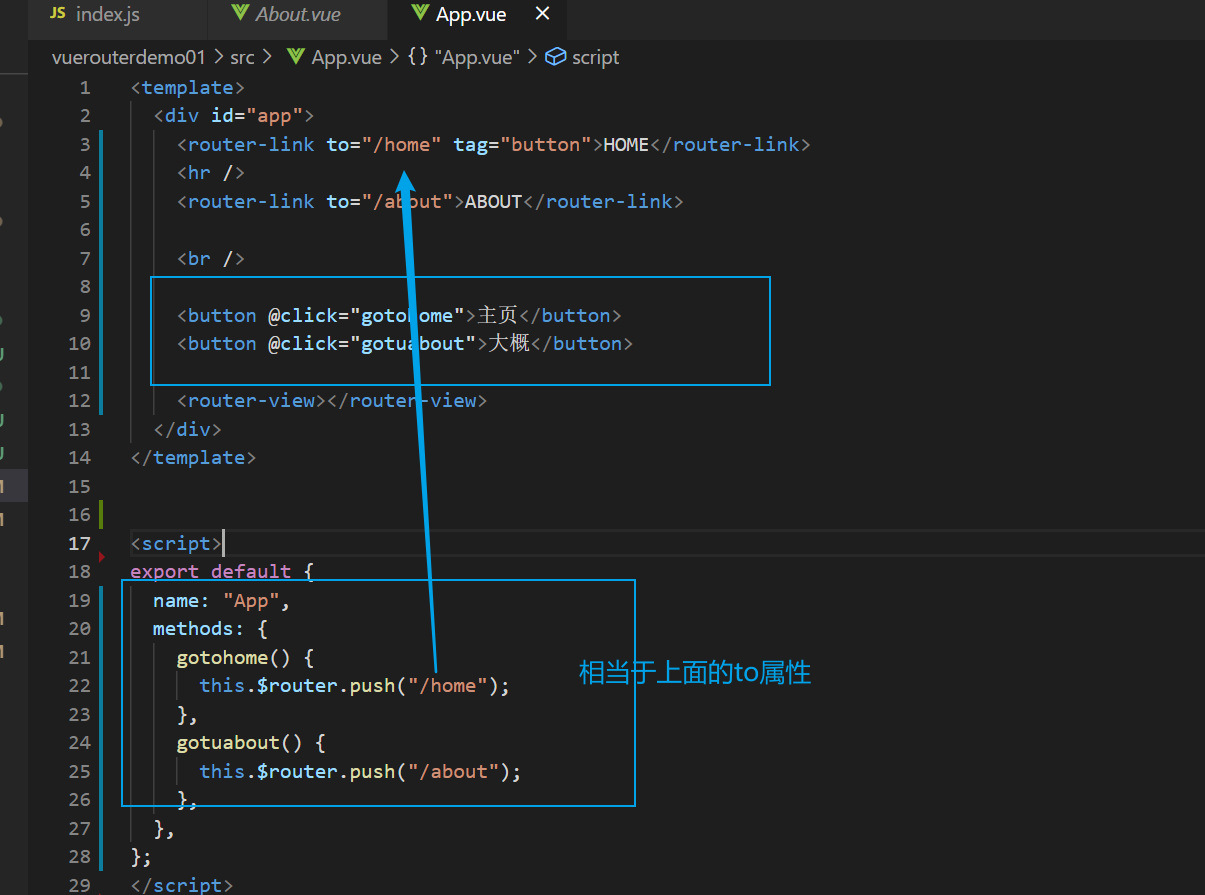 JS index.js About.vue App.vue ×
vuerouterdemo01 > src > App.vue > {} "App.vue" > script
1 <template>
2 <div id="app">
3 <router-link to="/home" tag="button">HOME</router-link>
4 <hr />
5 <router-link to="/about">ABOUT</router-link>
6
7 <br />
8
9 <button @click="gotohome">主页</button>
10 <button @click="gotuabout">大概</button>
11
12 <router-view></router-view>
13 </div>
14 </template>
15
16
17 <script>
18 export default {
19 name: "App",
20 methods: {
21 gotohome() {
22 this.$router.push("/home");
相当于上面的to属性
23 },
24 gotuabout() {
25 this.$router.push("/about");
26 },
27 },
28 };
29 </script>